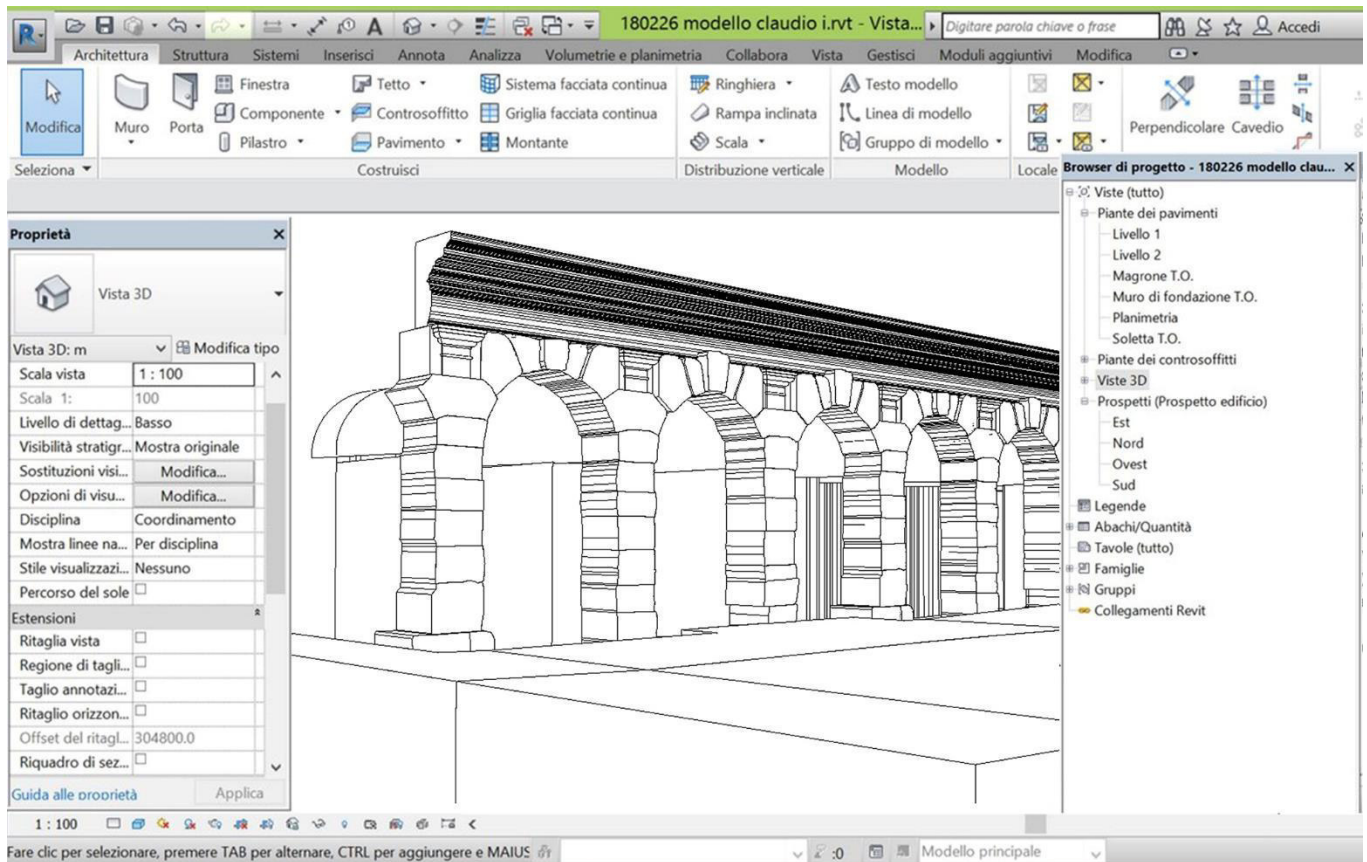 180226 modello claudio i.rvt - Vista...
Digitare parola chiave o frase
Accedi
Architettura Struttura Sistemi Inserisci Annota Analizza Volumetrie e planimetria Collabora Vista Gestisci Moduli aggiuntivi Modifica
Modifica
Muro
Porta
Finestra
Componente
Pilastro
Tetto
Controsoffitto
Pavimento
Sistema facciata continua
Griglia facciata continua
Montante
Ringhiera
Rampa inclinata
Scala
Testo modello
Linea di modello
Gruppo di modello
Perpendicolare Cavedio
Seleziona
Costruisci
Distribuzione verticale
Modello
Locale
Proprietà
Vista 3D
Vista 3D: m
Modifica tipo
Scala vista 1 : 100
Scala 1: 100
Livello di dettag... Basso
Visibilità stratigr... Mostra originale
Sostituzioni visi... Modifica...
Opzioni di visu... Modifica...
Disciplina Coordinamento
Mostra linee na... Per disciplina
Stile visualizzazi... Nessuno
Percorso del sole
Estensioni
Ritaglia vista
Regione di tagli...
Taglio annotazi...
Ritaglio orizzon...
Offset del ritagl... 304800.0
Riquadro di sez...
Guida alle proprietà
Applica
Browser di progetto - 180226 modello clau...
Viste (tutto)
Piante dei pavimenti
Livello 1
Livello 2
Magrone T.O.
Muro di fondazione T.O.
Planimetria
Soletta T.O.
Piante dei controsoffitti
Viste 3D
Prospetti (Prospetto edificio)
Est
Nord
Ovest
Sud
Legende
Abachi/Quantità
Tavole (tutto)
Famiglie
Gruppi
Collegamenti Revit
1 : 100
Fare clic per selezionare, premere TAB per alternare, CTRL per aggiungere e MAIUS
:0
Modello principale